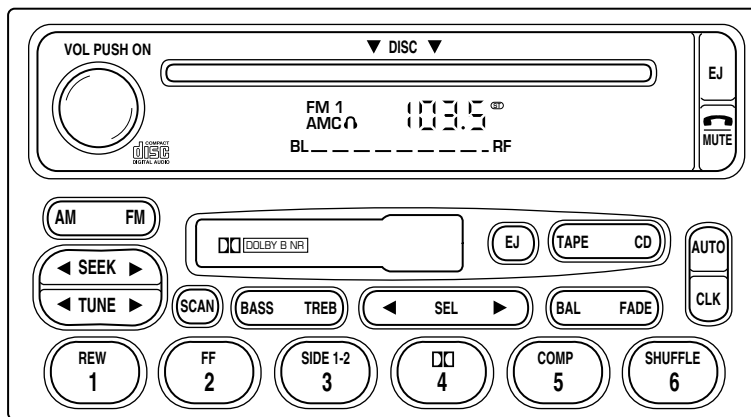 VOL PUSH ON
▼ DISC ▼
EJ
FM 1 103.5 ST
AMC
MUTE
COMPACT
disc
DIGITAL AUDIO
BL RF
AM FM
DOLBY B NR
EJ
TAPE CD
AUTO
◀ SEEK ▶
◀ TUNE ▶
SCAN
BASS TREB
◀ SEL ▶
BAL FADE
CLK
REW
1
FF
2
SIDE 1-2
3
4
COMP
5
SHUFFLE
6